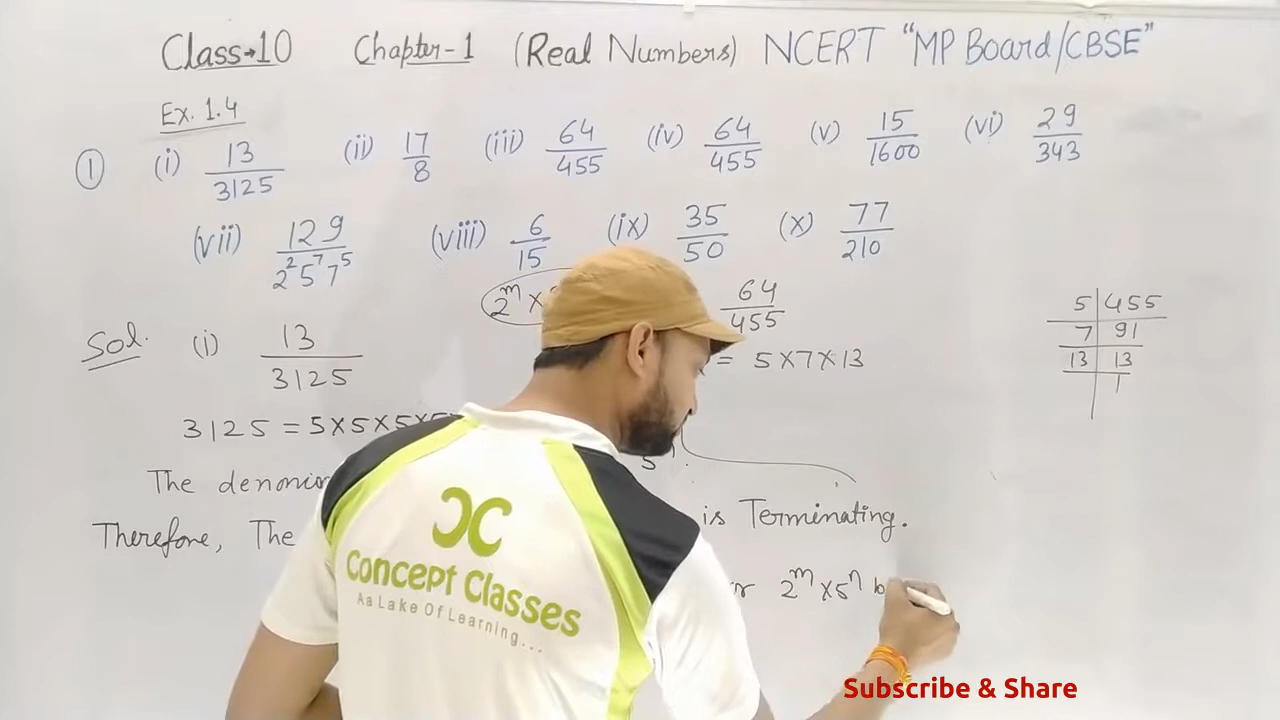 Class→10 Chapter-1 (Real Numbers) NCERT "MP Board/CBSE"
Ex. 1.4
① (i) 13/3125 (ii) 17/8 (iii) 64/455 (iv) 64/455 (v) 15/1600 (vi) 29/343
(vii) 129/2²5⁷7⁵ (viii) 6/15 (ix) 35/50 (x) 77/210
2ᵐ×
Sol. (i) 13/3125
64/455
= 5×7×13
5 | 455
7 | 91
13 | 13
1
3125 = 5×5×5×
5
The
Therefore, The is Terminating.
2ᵐ×5ⁿ
Concept Classes
Aa Lake Of Learning...
Subscribe & Share